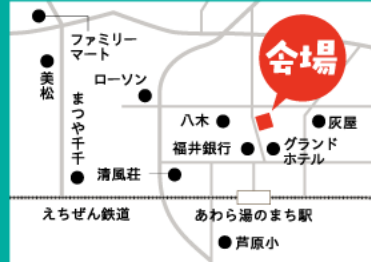 ファミリー
マート
会場
美松
ローソン
まつや千千
八木
灰屋
福井銀行
グランド
ホテル
清風荘
えちぜん鉄道
あわら湯のまち駅
芦原小